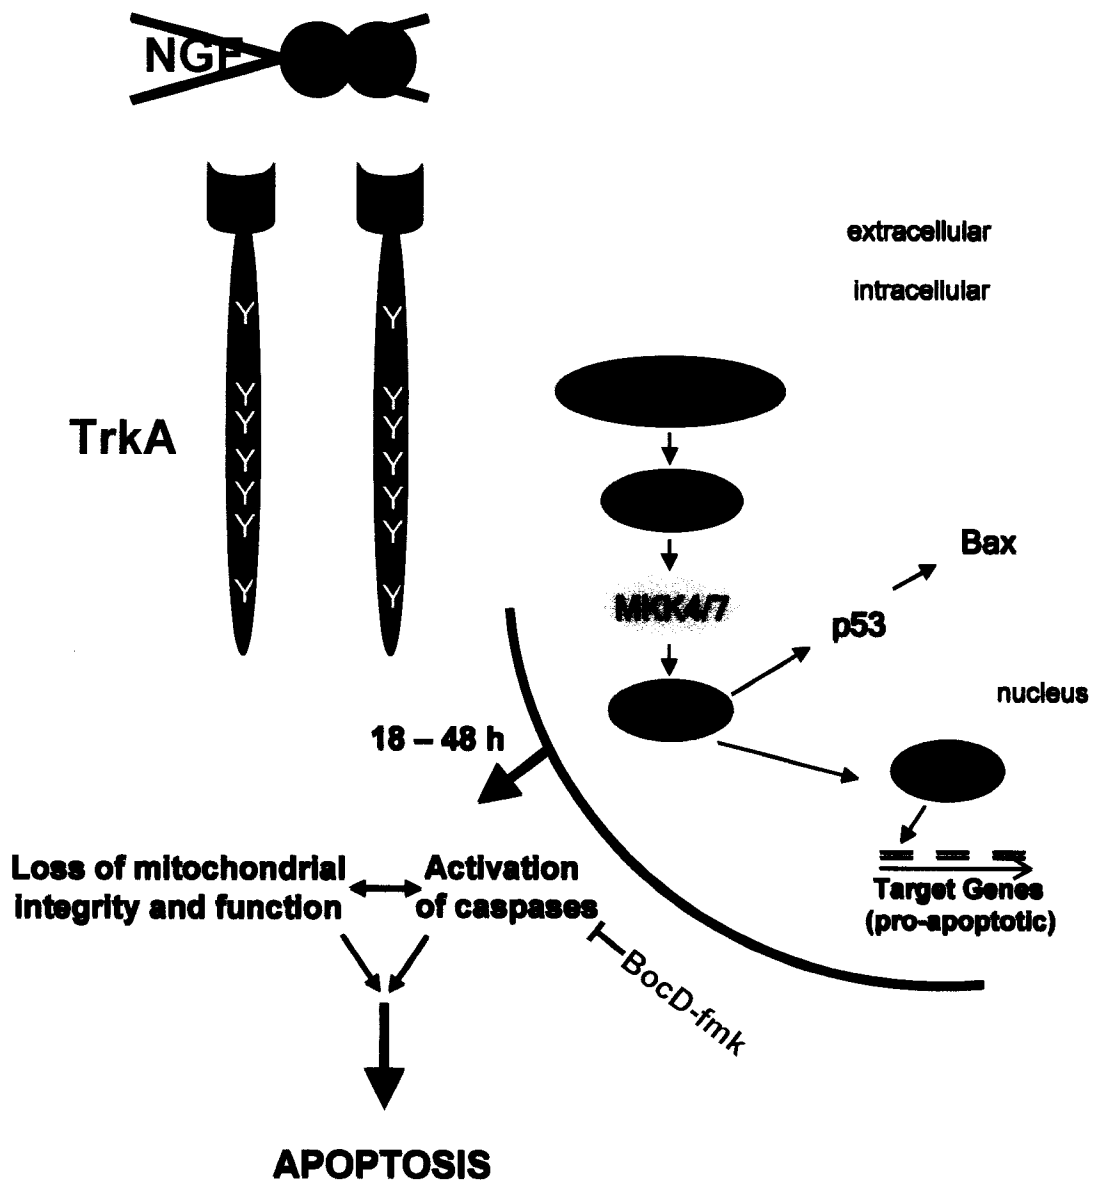 NGF
extracellular
intracellular
TrkA
Y
Y
Y
Y
Y
Y
Y
Y
Y
Y
Y
Y
Y
Y
MKK4/7
Bax
p53
nucleus
18 – 48 h
Loss of mitochondrial
integrity and function
Activation
of caspases
Target Genes
(pro-apoptotic)
BocD-fmk
APOPTOSIS